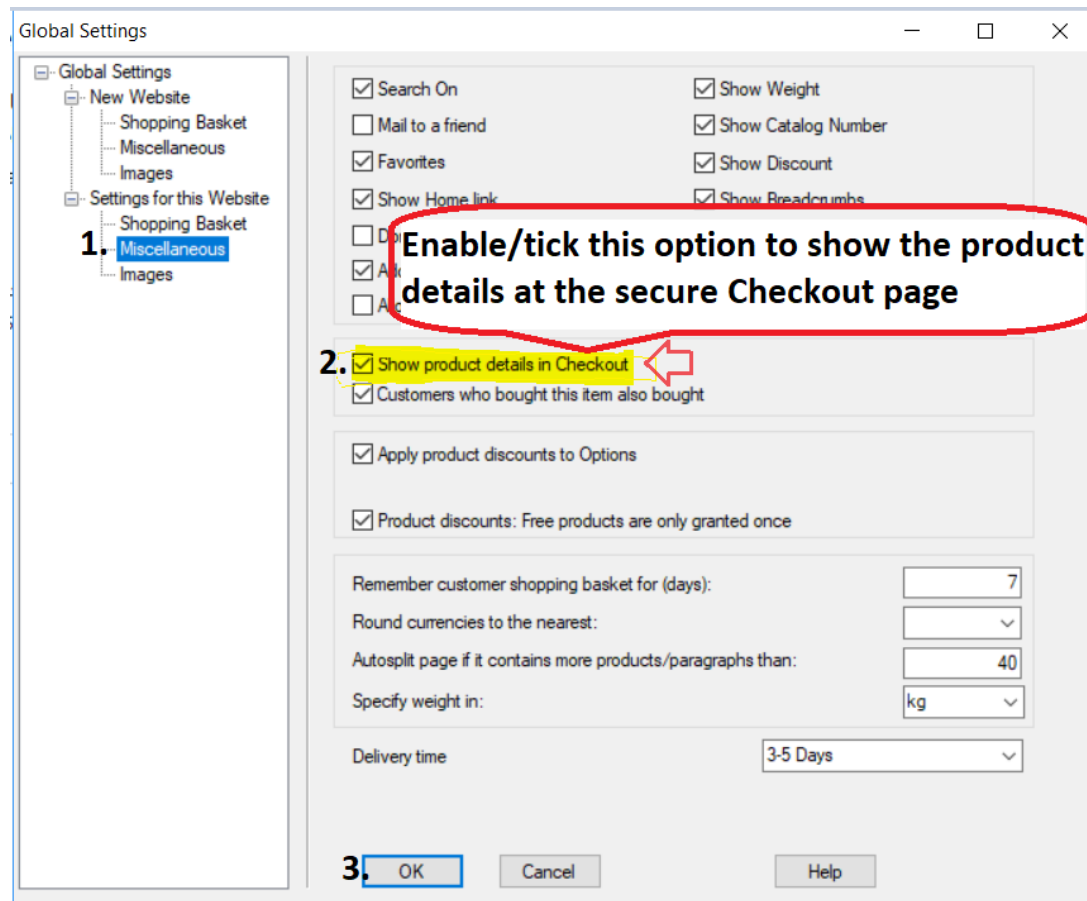 Global Settings
Global Settings
New Website
Shopping Basket
Miscellaneous
Images
Settings for this Website
Shopping Basket
1. Miscellaneous
Images
Search On
Show Weight
Mail to a friend
Show Catalog Number
Favorites
Show Discount
Show Home link
Show Breadcrumbs
Enable/tick this option to show the product
details at the secure Checkout page
2. Show product details in Checkout
Customers who bought this item also bought
Apply product discounts to Options
Product discounts: Free products are only granted once
Remember customer shopping basket for (days): 7
Round currencies to the nearest:
Autosplit page if it contains more products/paragraphs than: 40
Specify weight in: kg
Delivery time 3-5 Days
3. OK Cancel Help